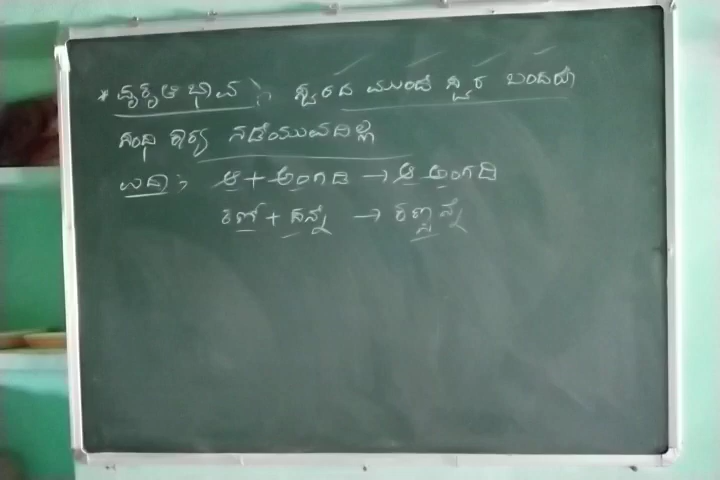 * ಪ್ರಕೃತಿಭಾವ :- ಸ್ವರದ ಮುಂದೆ ಸ್ವರ ಬಂದರೂ
ಸಂಧಿ ಕಾರ್ಯ ನಡೆಯುವದಿಲ್ಲ
ಉದಾ :- ಆ + ಅಂಗಡಿ → ಆ ಅಂಗಡಿ